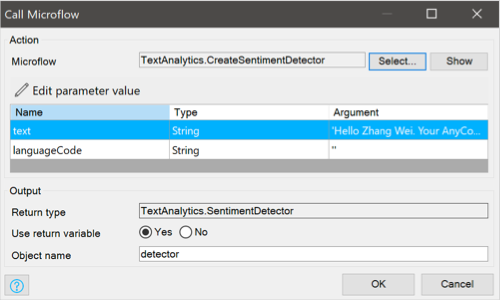 Call Microflow
Action
Microflow TextAnalytics.CreateSentimentDetector Select... Show
Edit parameter value
Name Type Argument
text String 'Hello Zhang Wei. Your AnyCo...
languageCode String ''
Output
Return type TextAnalytics.SentimentDetector
Use return variable Yes No
Object name detector
? OK Cancel